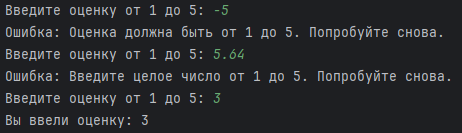 Введите оценку от 1 до 5: -5
Ошибка: Оценка должна быть от 1 до 5. Попробуйте снова.
Введите оценку от 1 до 5: 5.64
Ошибка: Введите целое число от 1 до 5. Попробуйте снова.
Введите оценку от 1 до 5: 3
Вы ввели оценку: 3